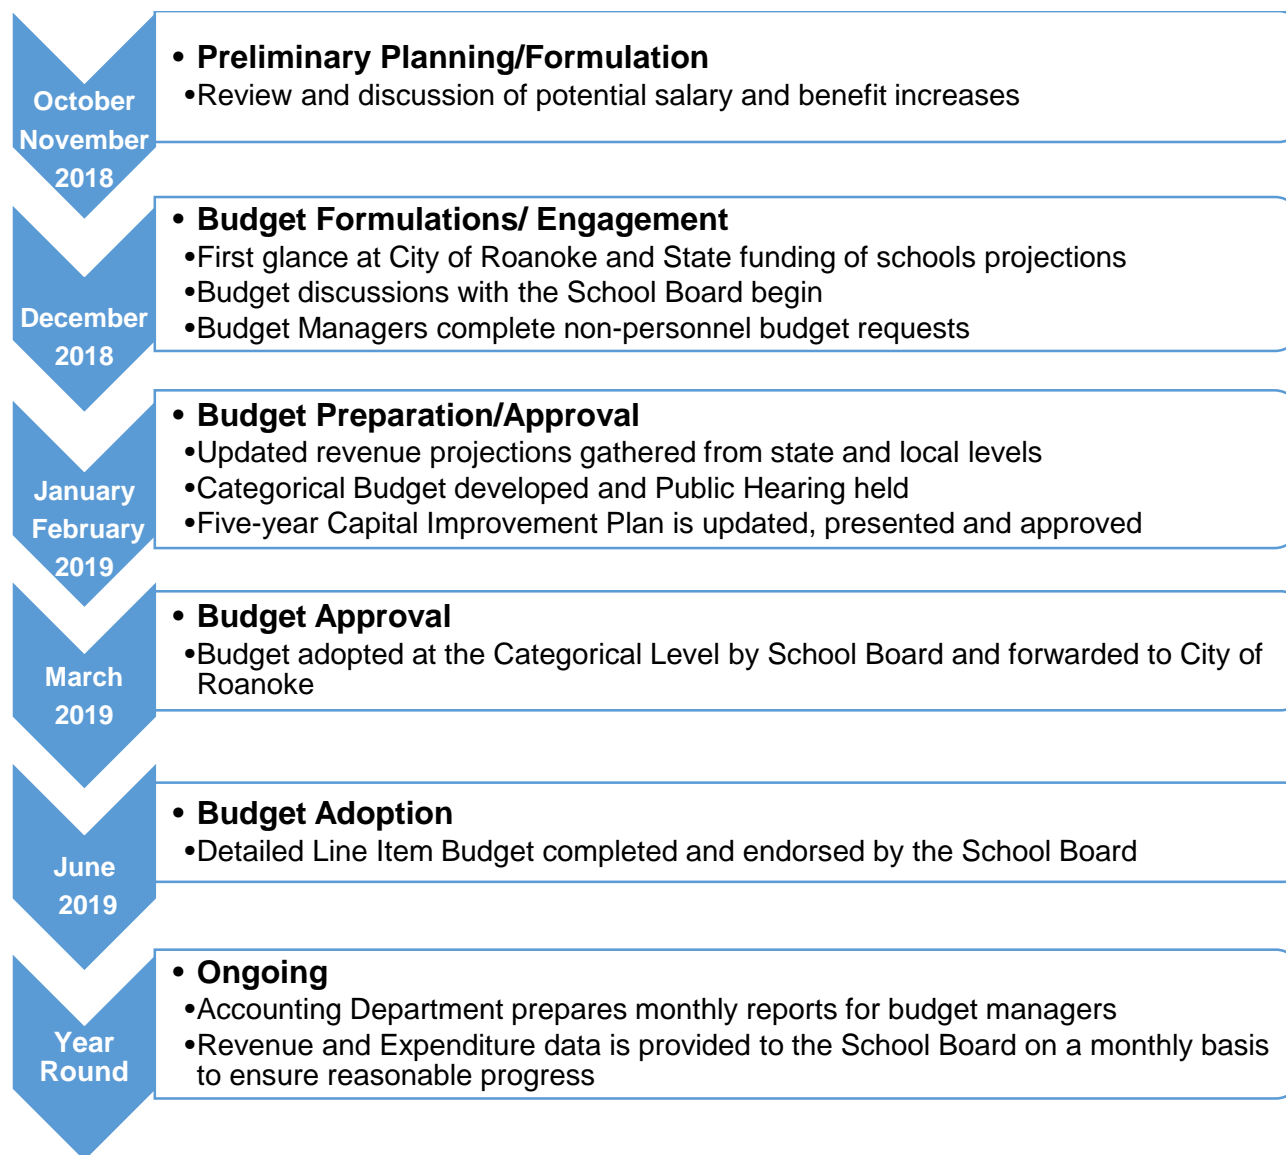 October
November
2018
• Preliminary Planning/Formulation
•Review and discussion of potential salary and benefit increases
December
2018
• Budget Formulations/ Engagement
•First glance at City of Roanoke and State funding of schools projections
•Budget discussions with the School Board begin
•Budget Managers complete non-personnel budget requests
January
February
2019
• Budget Preparation/Approval
•Updated revenue projections gathered from state and local levels
•Categorical Budget developed and Public Hearing held
•Five-year Capital Improvement Plan is updated, presented and approved
March
2019
• Budget Approval
•Budget adopted at the Categorical Level by School Board and forwarded to City of
Roanoke
June
2019
• Budget Adoption
•Detailed Line Item Budget completed and endorsed by the School Board
Year
Round
• Ongoing
•Accounting Department prepares monthly reports for budget managers
•Revenue and Expenditure data is provided to the School Board on a monthly basis
to ensure reasonable progress